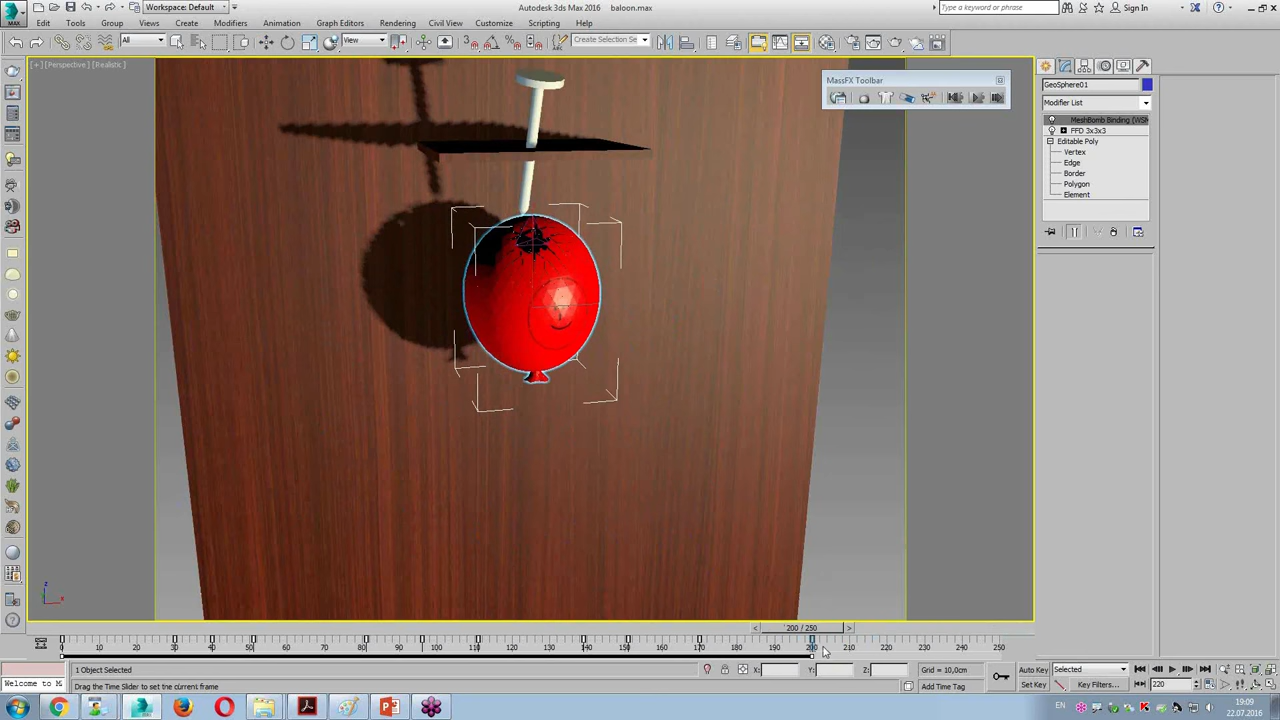 Workspace: Default
Autodesk 3ds Max 2016
baloon.max
Type a keyword or phrase
Sign In
MAX
Edit
Tools
Group
Views
Create
Modifiers
Animation
Graph Editors
Rendering
Civil View
Customize
Scripting
Help
All
View
Create Selection Se
[+] [Perspective] [Realistic]
MassFX Toolbar
GeoSphere01
Modifier List
MeshBomb Binding (WSM
FFD 3x3x3
Editable Poly
Vertex
Edge
Border
Polygon
Element
z
x
200 / 250
0 10 20 30 40 50 60 70 80 90 100 110 120 130 140 150 160 170 180 190 200 210 220 230 240 250
1 Object Selected
X:
Y:
Z:
Grid = 10,0cm
Auto Key
Selected
Welcome to M
Drag the Time Slider to set the current frame
Add Time Tag
Set Key
Key Filters...
220
EN
19:09
22.07.2016